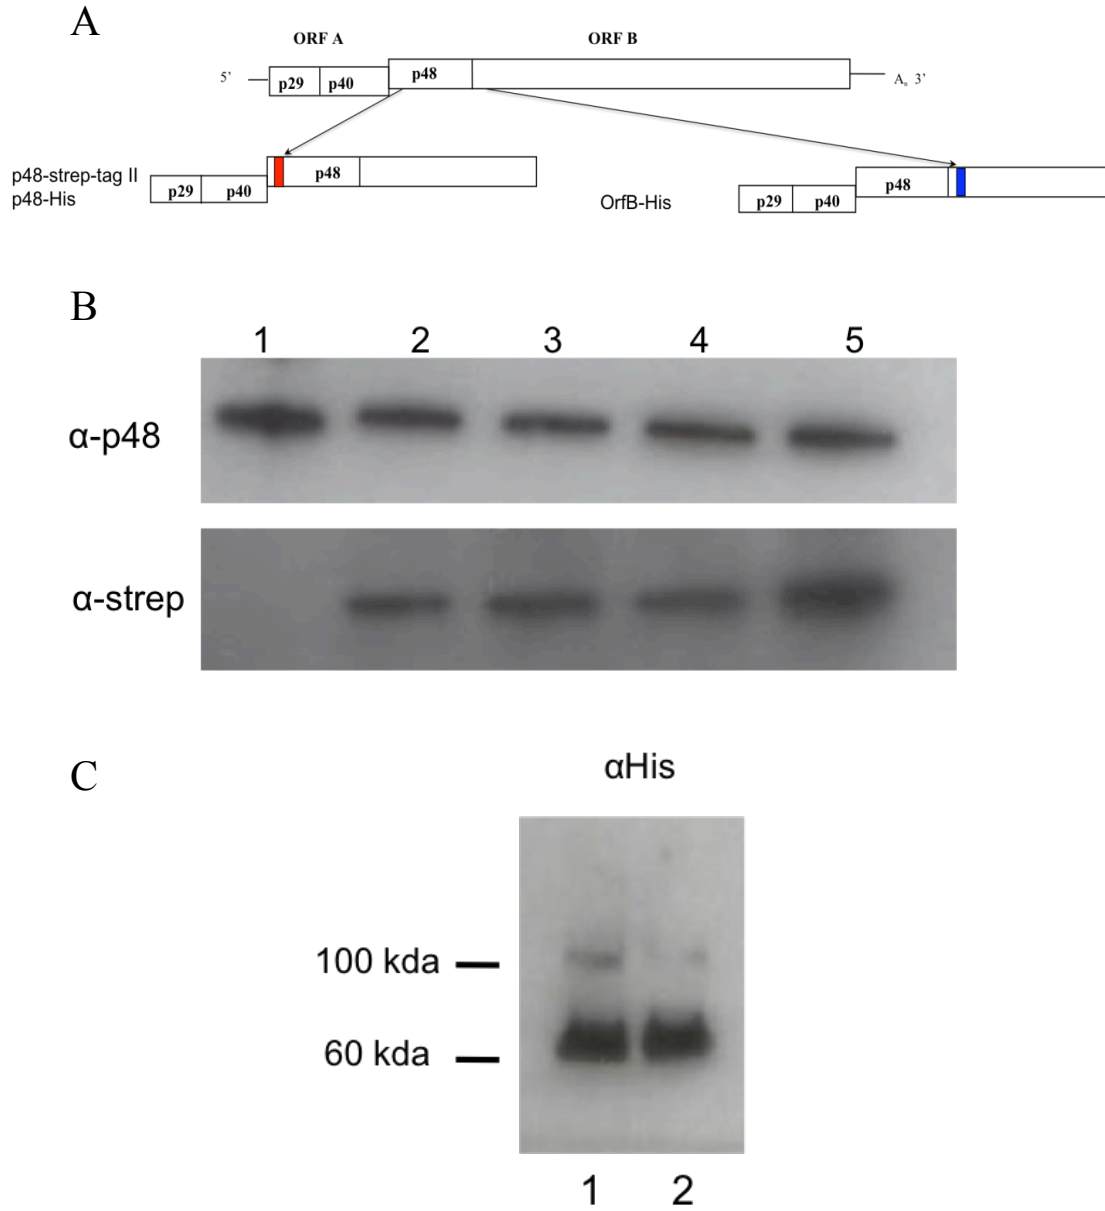 A
ORF A ORF B
5’ p29 p40 p48 Aₙ 3’
p48-strep-tag II
p48-His
p29 p40 p48
OrfB-His
p29 p40 p48
B
1 2 3 4 5
α-p48
α-strep
C
αHis
100 kda
60 kda
1 2